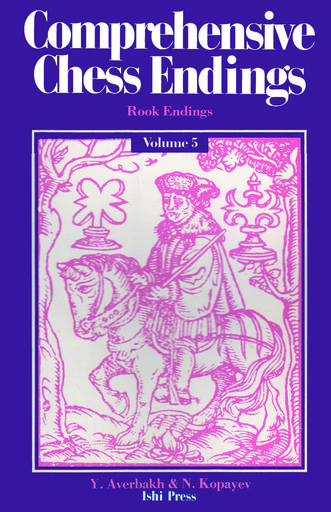 Comprehensive
Chess Endings
Rook Endings
Volume 5
Y. Averbakh & N. Kopayev
Ishi Press